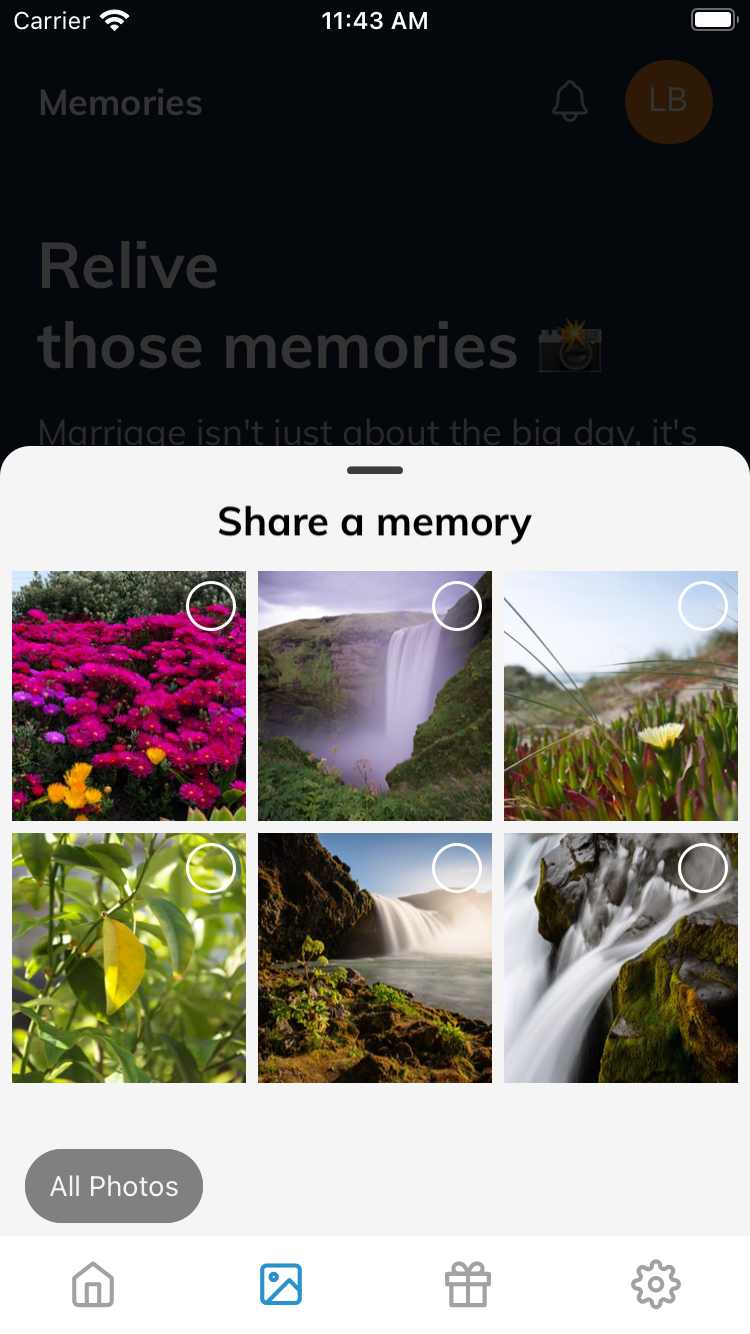 Carrier 11:43 AM
Memories LB
Relive
those memories
Marriage isn't just about the big day, it's
Share a memory
All Photos